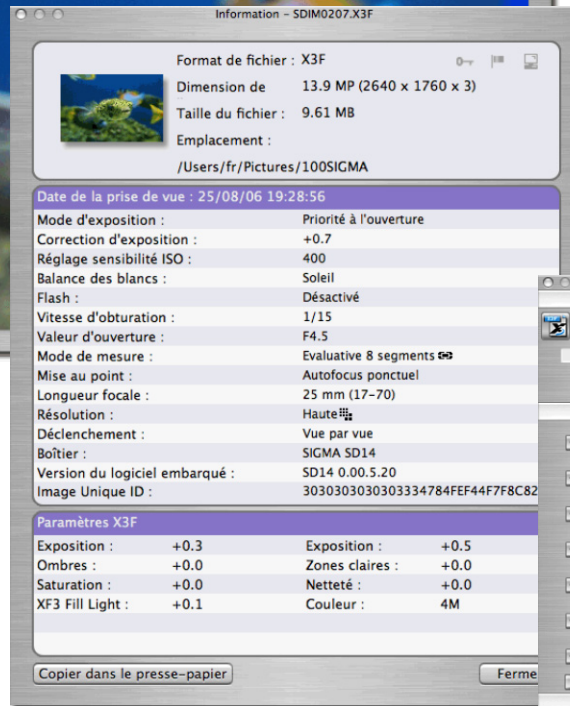 Information - SDIM0207.X3F
Format de fichier : X3F
Dimension de 13.9 MP (2640 x 1760 x 3)
Taille du fichier : 9.61 MB
Emplacement :
/Users/fr/Pictures/100SIGMA
Date de la prise de vue : 25/08/06 19:28:56
Mode d'exposition : Priorité à l'ouverture
Correction d'exposition : +0.7
Réglage sensibilité ISO : 400
Balance des blancs : Soleil
Flash : Désactivé
Vitesse d'obturation : 1/15
Valeur d'ouverture : F4.5
Mode de mesure : Evaluative 8 segments
Mise au point : Autofocus ponctuel
Longueur focale : 25 mm (17-70)
Résolution : Haute
Déclenchement : Vue par vue
Boîtier : SIGMA SD14
Version du logiciel embarqué : SD14 0.00.5.20
Image Unique ID : 3030303030303334784FEF44F7F8C82
Paramètres X3F
Exposition : +0.3 Exposition : +0.5
Ombres : +0.0 Zones claires : +0.0
Saturation : +0.0 Netteté : +0.0
XF3 Fill Light : +0.1 Couleur : 4M
Copier dans le presse-papier Ferme